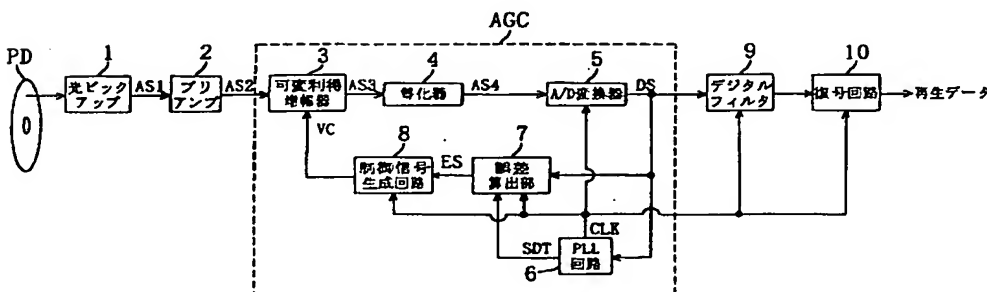 AGC
PD
1
2
3
4
5
9
10
光ピック
アップ
AS1
プリ
アンプ
AS2
可変利得
増幅器
AS3
等化器
AS4
A/D変換器
DS
デジタル
フィルタ
復号回路
再生データ
VC
8
制御信号
生成回路
ES
7
誤差
算出部
CLK
SDT
PLL
回路
6